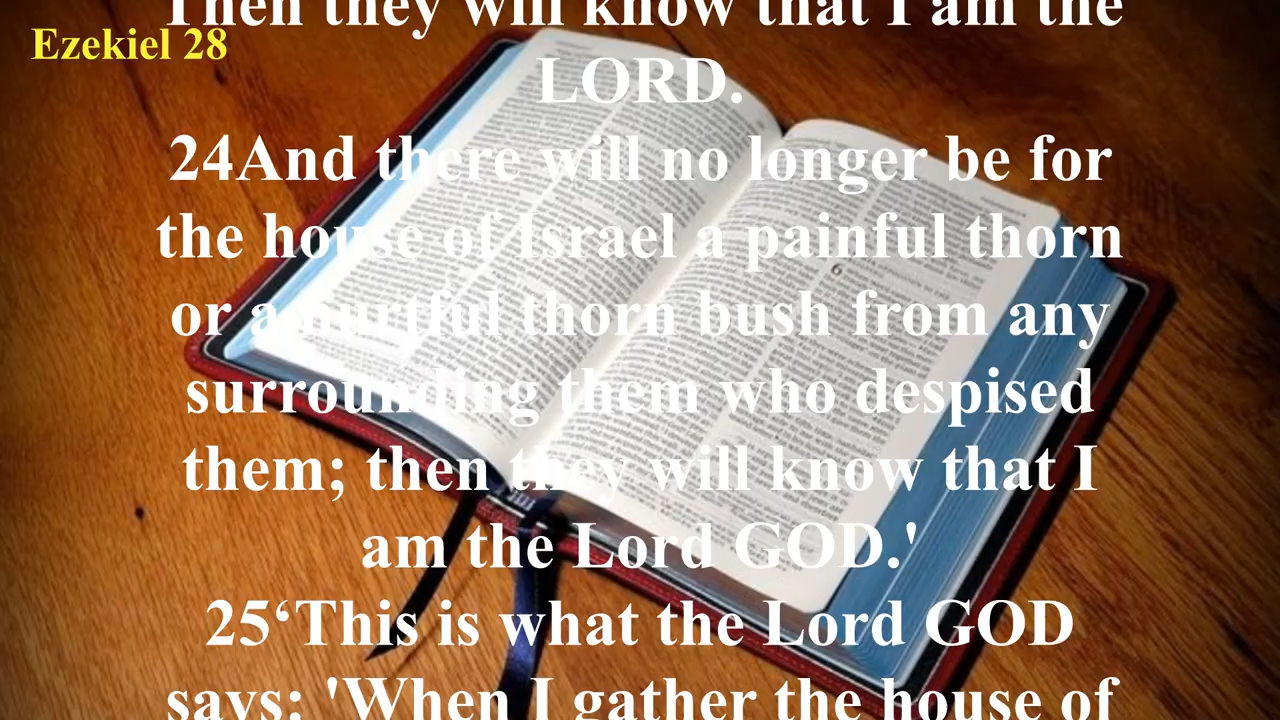 Then they will know that I am the
Ezekiel 28
LORD.
24And there will no longer be for
the house of Israel a painful thorn
or a hurtful thorn bush from any
surrounding them who despised
them; then they will know that I
am the Lord GOD.'
25‘This is what the Lord GOD
says: 'When I gather the house of